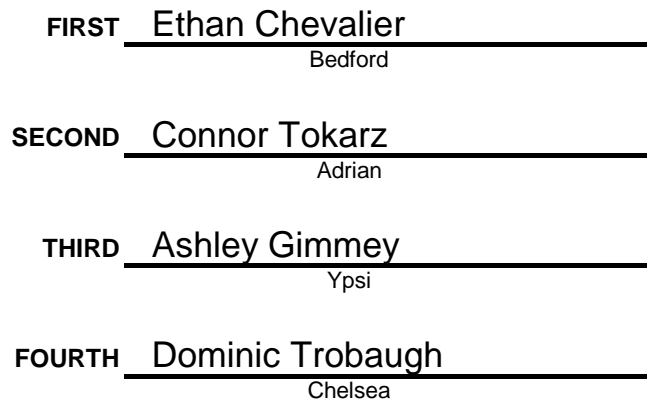 FIRST Ethan Chevalier
Bedford
SECOND Connor Tokarz
Adrian
THIRD Ashley Gimmey
Ypsi
FOURTH Dominic Trobaugh
Chelsea